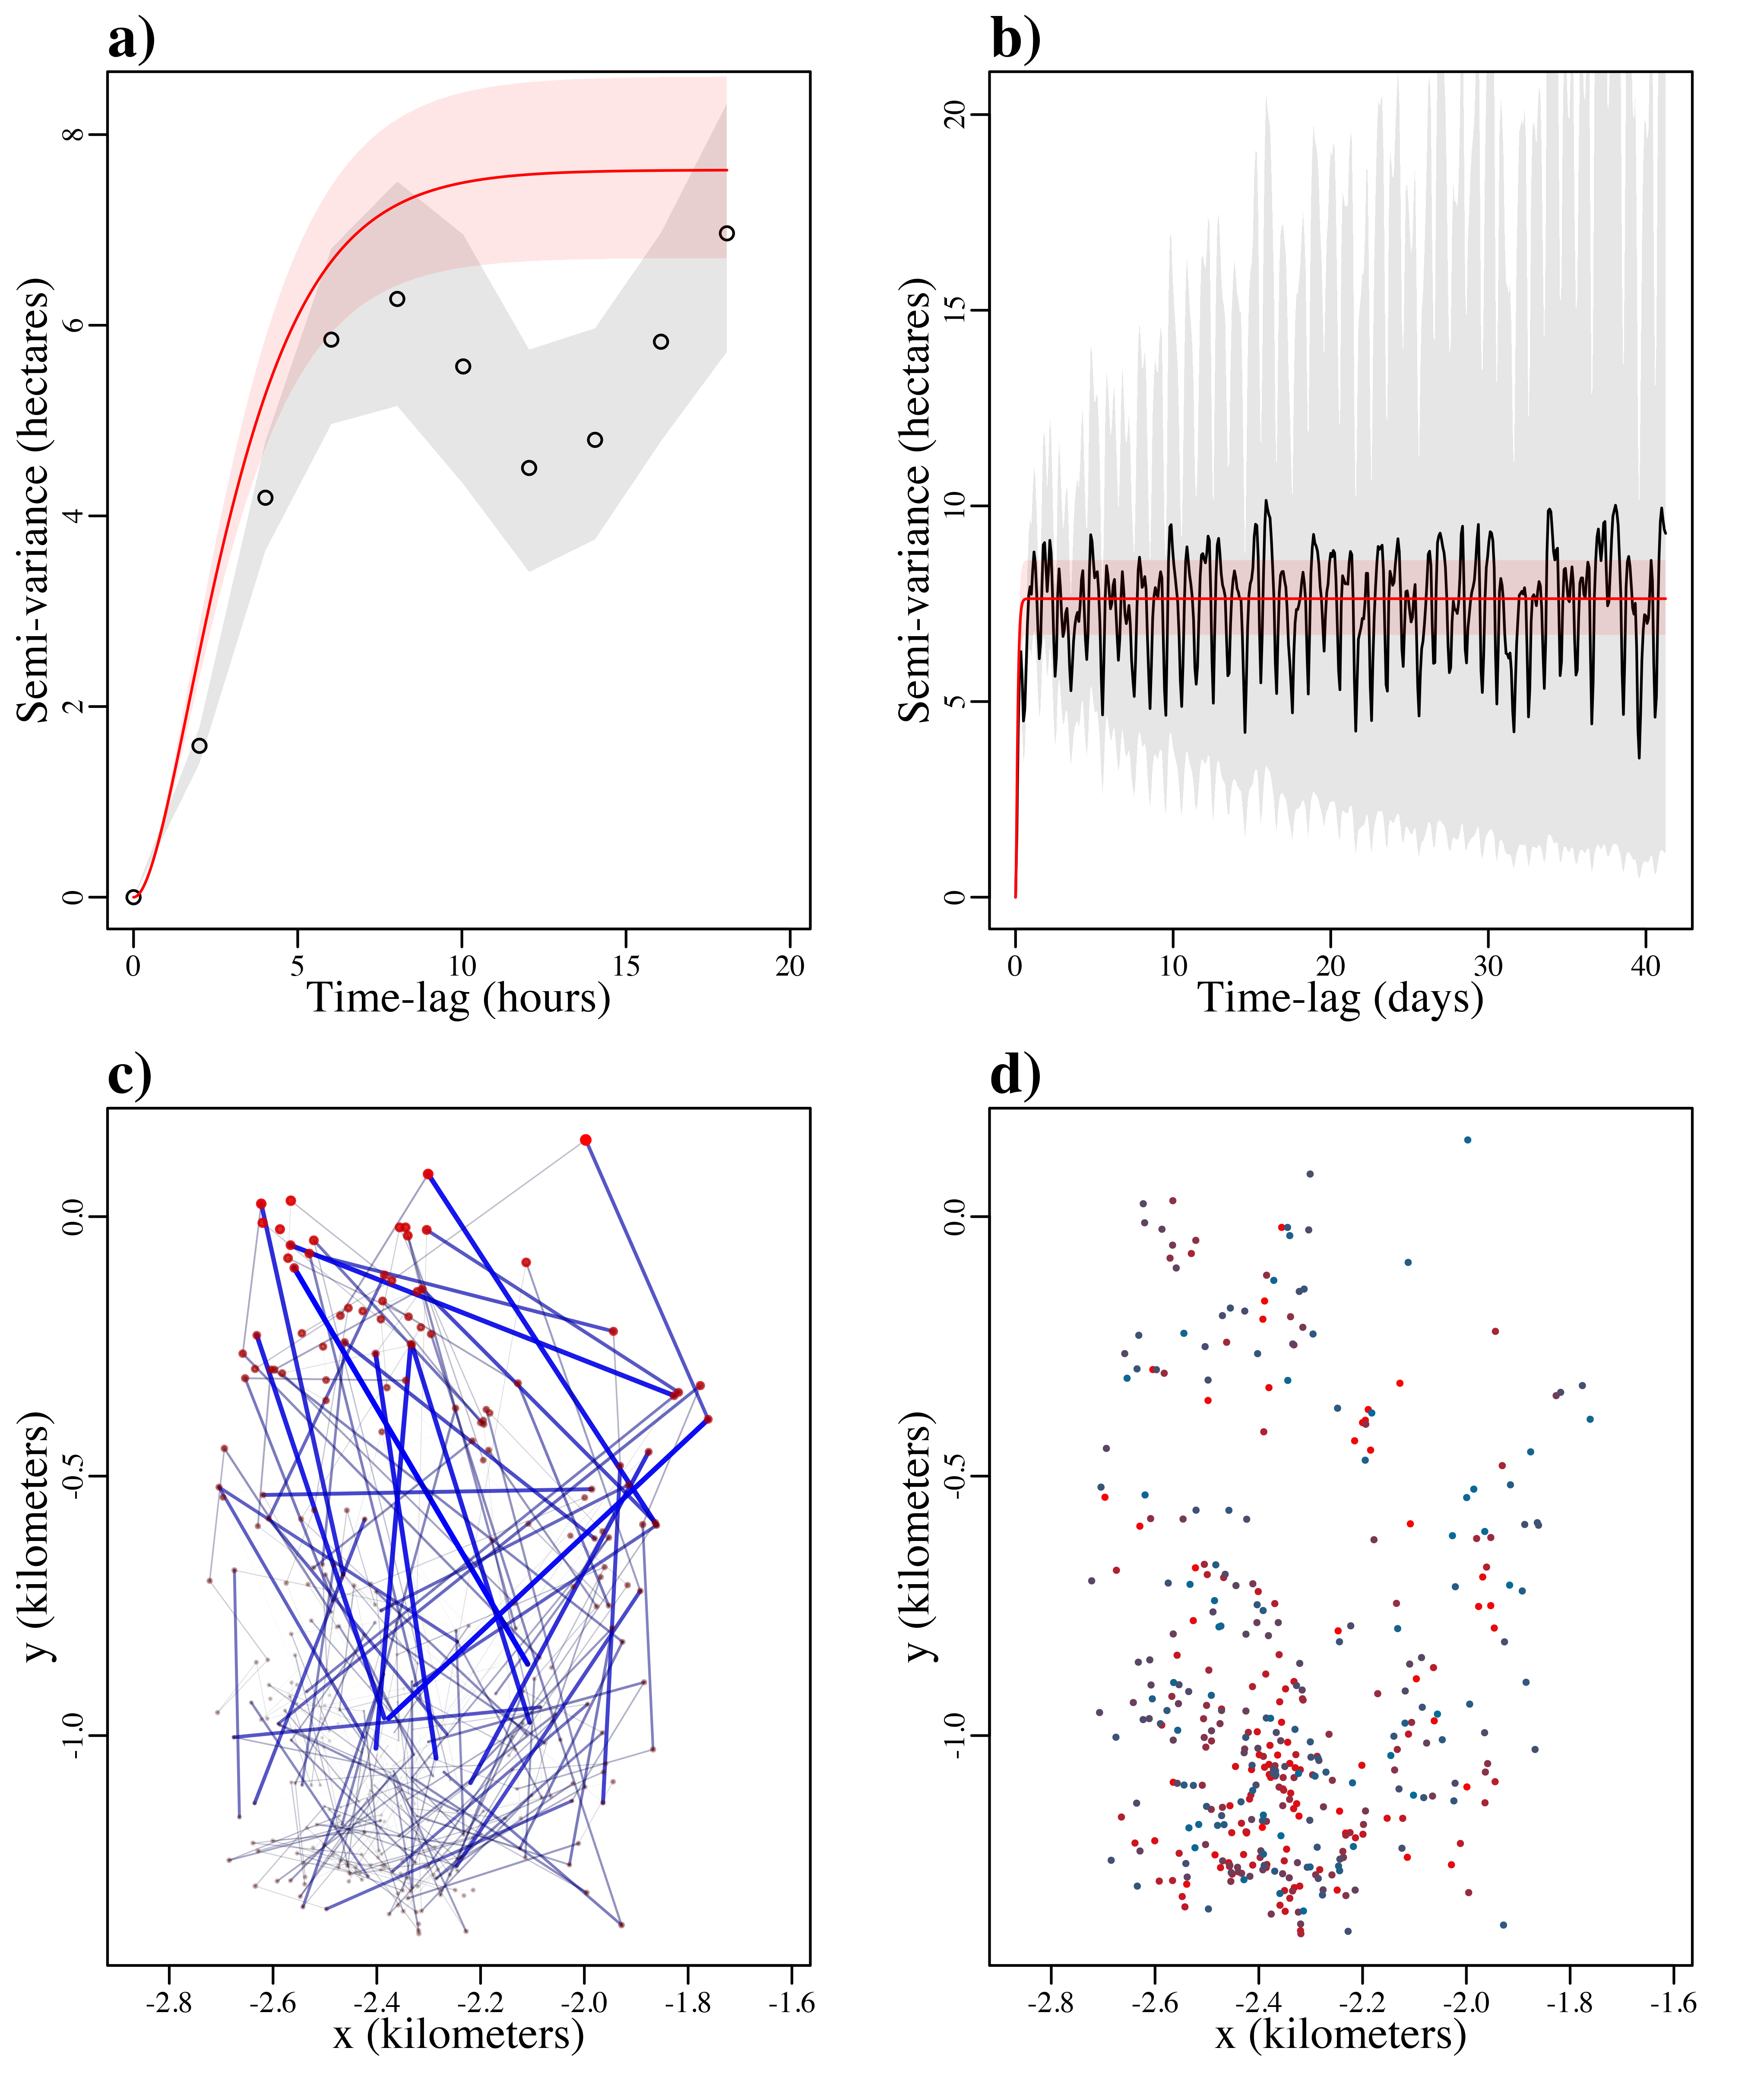 a)
Semi-variance (hectares)
8
6
4
2
0
0 5 10 15 20
Time-lag (hours)
b)
Semi-variance (hectares)
20
15
10
5
0
0 10 20 30 40
Time-lag (days)
c)
y (kilometers)
0.0
-0.5
-1.0
-2.8 -2.6 -2.4 -2.2 -2.0 -1.8 -1.6
x (kilometers)
d)
y (kilometers)
0.0
-0.5
-1.0
-2.8 -2.6 -2.4 -2.2 -2.0 -1.8 -1.6
x (kilometers)